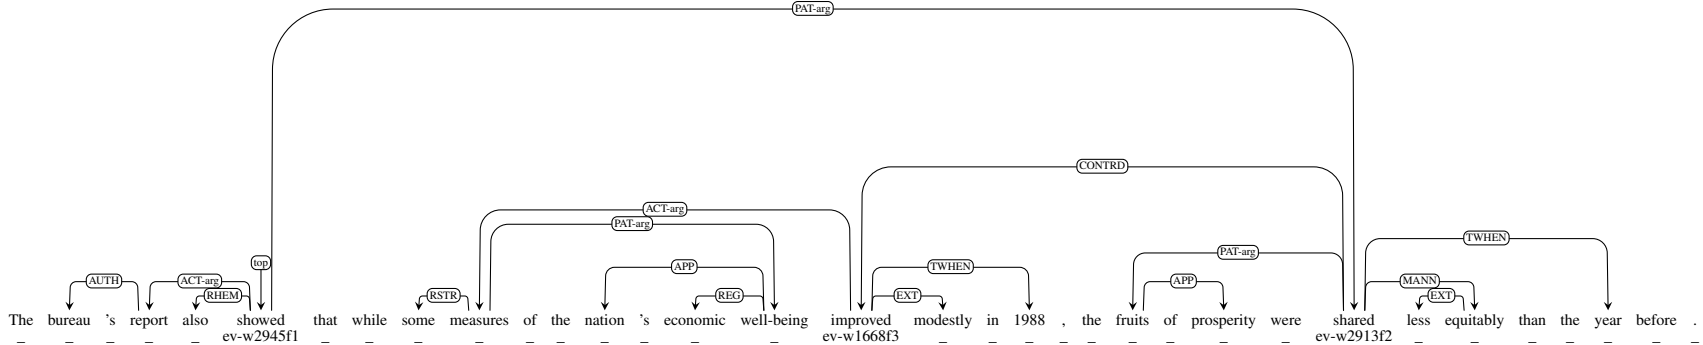 PAT-arg
CONTRD
ACT-arg
PAT-arg
TWHEN
PAT-arg
top
APP
TWHEN
AUTH ACT-arg APP MANN
RHEM RSTR REG EXT EXT
The bureau 's report also showed that while some measures of the nation 's economic well-being improved modestly in 1988 , the fruits of prosperity were shared less equitably than the year before .
_ _ _ _ _ ev-w2945f1 _ _ _ _ _ _ _ _ _ _ ev-w1668f3 _ _ _ _ _ _ _ _ _ ev-w2913f2 _ _ _ _ _ _ _